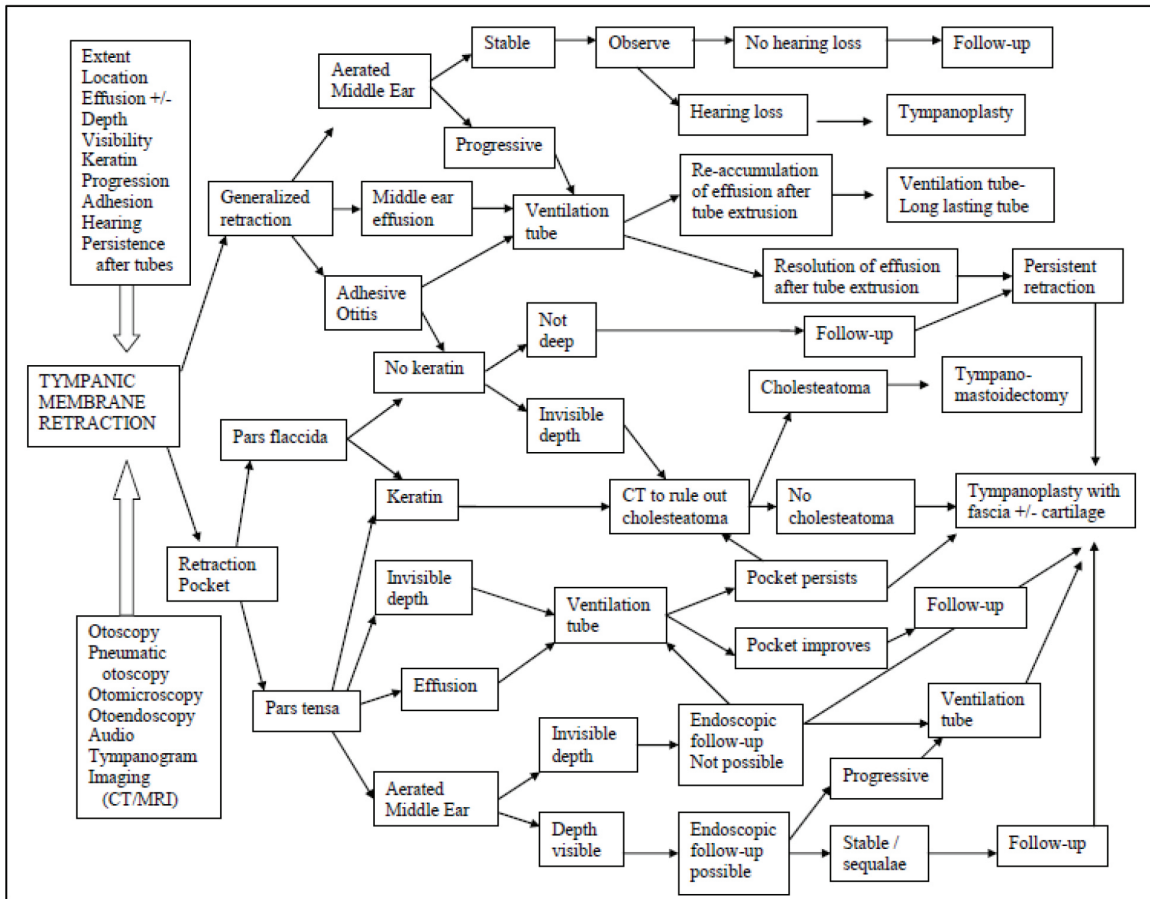 Extent
Location
Effusion +/-
Depth
Visibility
Keratin
Progression
Adhesion
Hearing
Persistence
after tubes
TYMPANIC
MEMBRANE
RETRACTION
Otoscopy
Pneumatic
otoscopy
Otomicroscopy
Otoendoscopy
Audio
Tympanogram
Imaging
(CT/MRI)
Generalized
retraction
Retraction
Pocket
Aerated
Middle Ear
Stable
Observe
No hearing loss
Follow-up
Hearing loss
Tympanoplasty
Progressive
Middle ear
effusion
Ventilation
tube
Re-accumulation
of effusion after
tube extrusion
Ventilation tube-
Long lasting tube
Resolution of effusion
after tube extrusion
Persistent
retraction
Adhesive
Otitis
No keratin
Not
deep
Follow-up
Invisible
depth
Cholesteatoma
Tympano-
mastoidectomy
Pars flaccida
Keratin
CT to rule out
cholesteatoma
No
cholesteatoma
Tympanoplasty with
fascia +/- cartilage
Pars tensa
Invisible
depth
Effusion
Ventilation
tube
Pocket persists
Pocket improves
Follow-up
Aerated
Middle Ear
Invisible
depth
Endoscopic
follow-up
Not possible
Ventilation
tube
Progressive
Depth
visible
Endoscopic
follow-up
possible
Stable /
sequalae
Follow-up